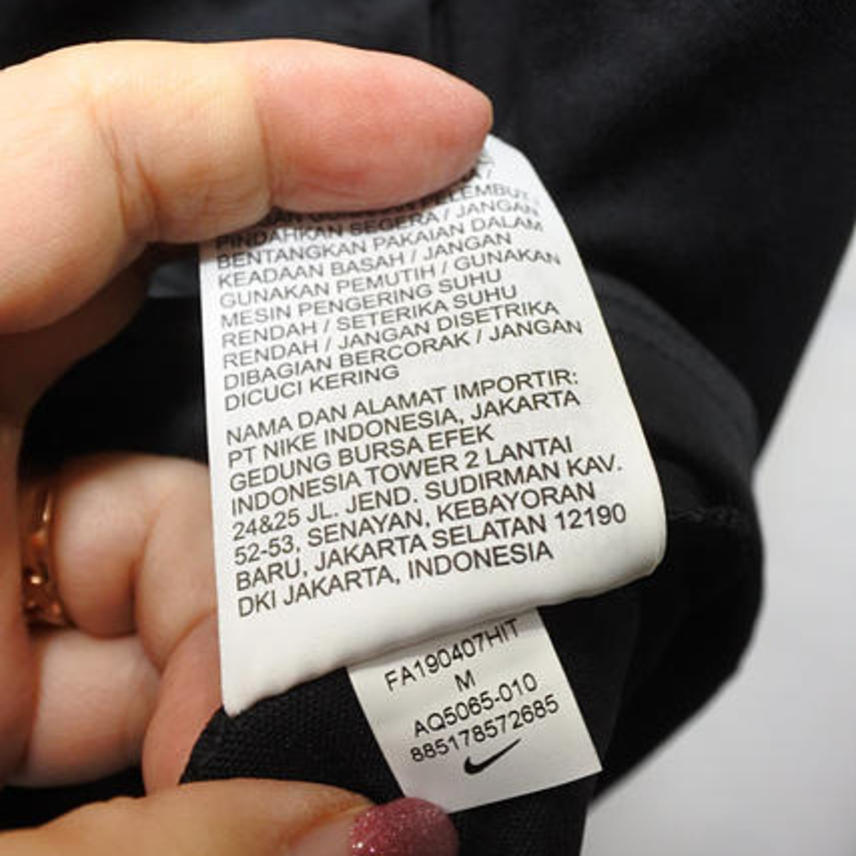 PELEMBUT /
PINDAHKAN SEGERA / JANGAN
BENTANGKAN PAKAIAN DALAM
KEADAAN BASAH / JANGAN
GUNAKAN PEMUTIH / GUNAKAN
MESIN PENGERING SUHU
RENDAH / SETERIKA SUHU
RENDAH / JANGAN DISETRIKA
DIBAGIAN BERCORAK / JANGAN
DICUCI KERING
NAMA DAN ALAMAT IMPORTIR:
PT NIKE INDONESIA, JAKARTA
GEDUNG BURSA EFEK
INDONESIA TOWER 2 LANTAI
24&25 JL. JEND. SUDIRMAN KAV.
52-53, SENAYAN, KEBAYORAN
BARU, JAKARTA SELATAN 12190
DKI JAKARTA, INDONESIA
FA190407HIT
M
AQ5065-010
885178572685